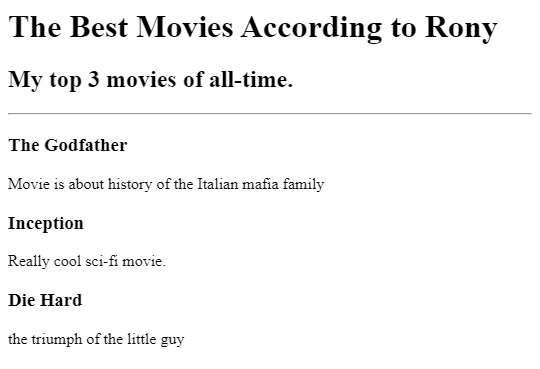 The Best Movies According to Rony
My top 3 movies of all-time.
The Godfather
Movie is about history of the Italian mafia family
Inception
Really cool sci-fi movie.
Die Hard
the triumph of the little guy